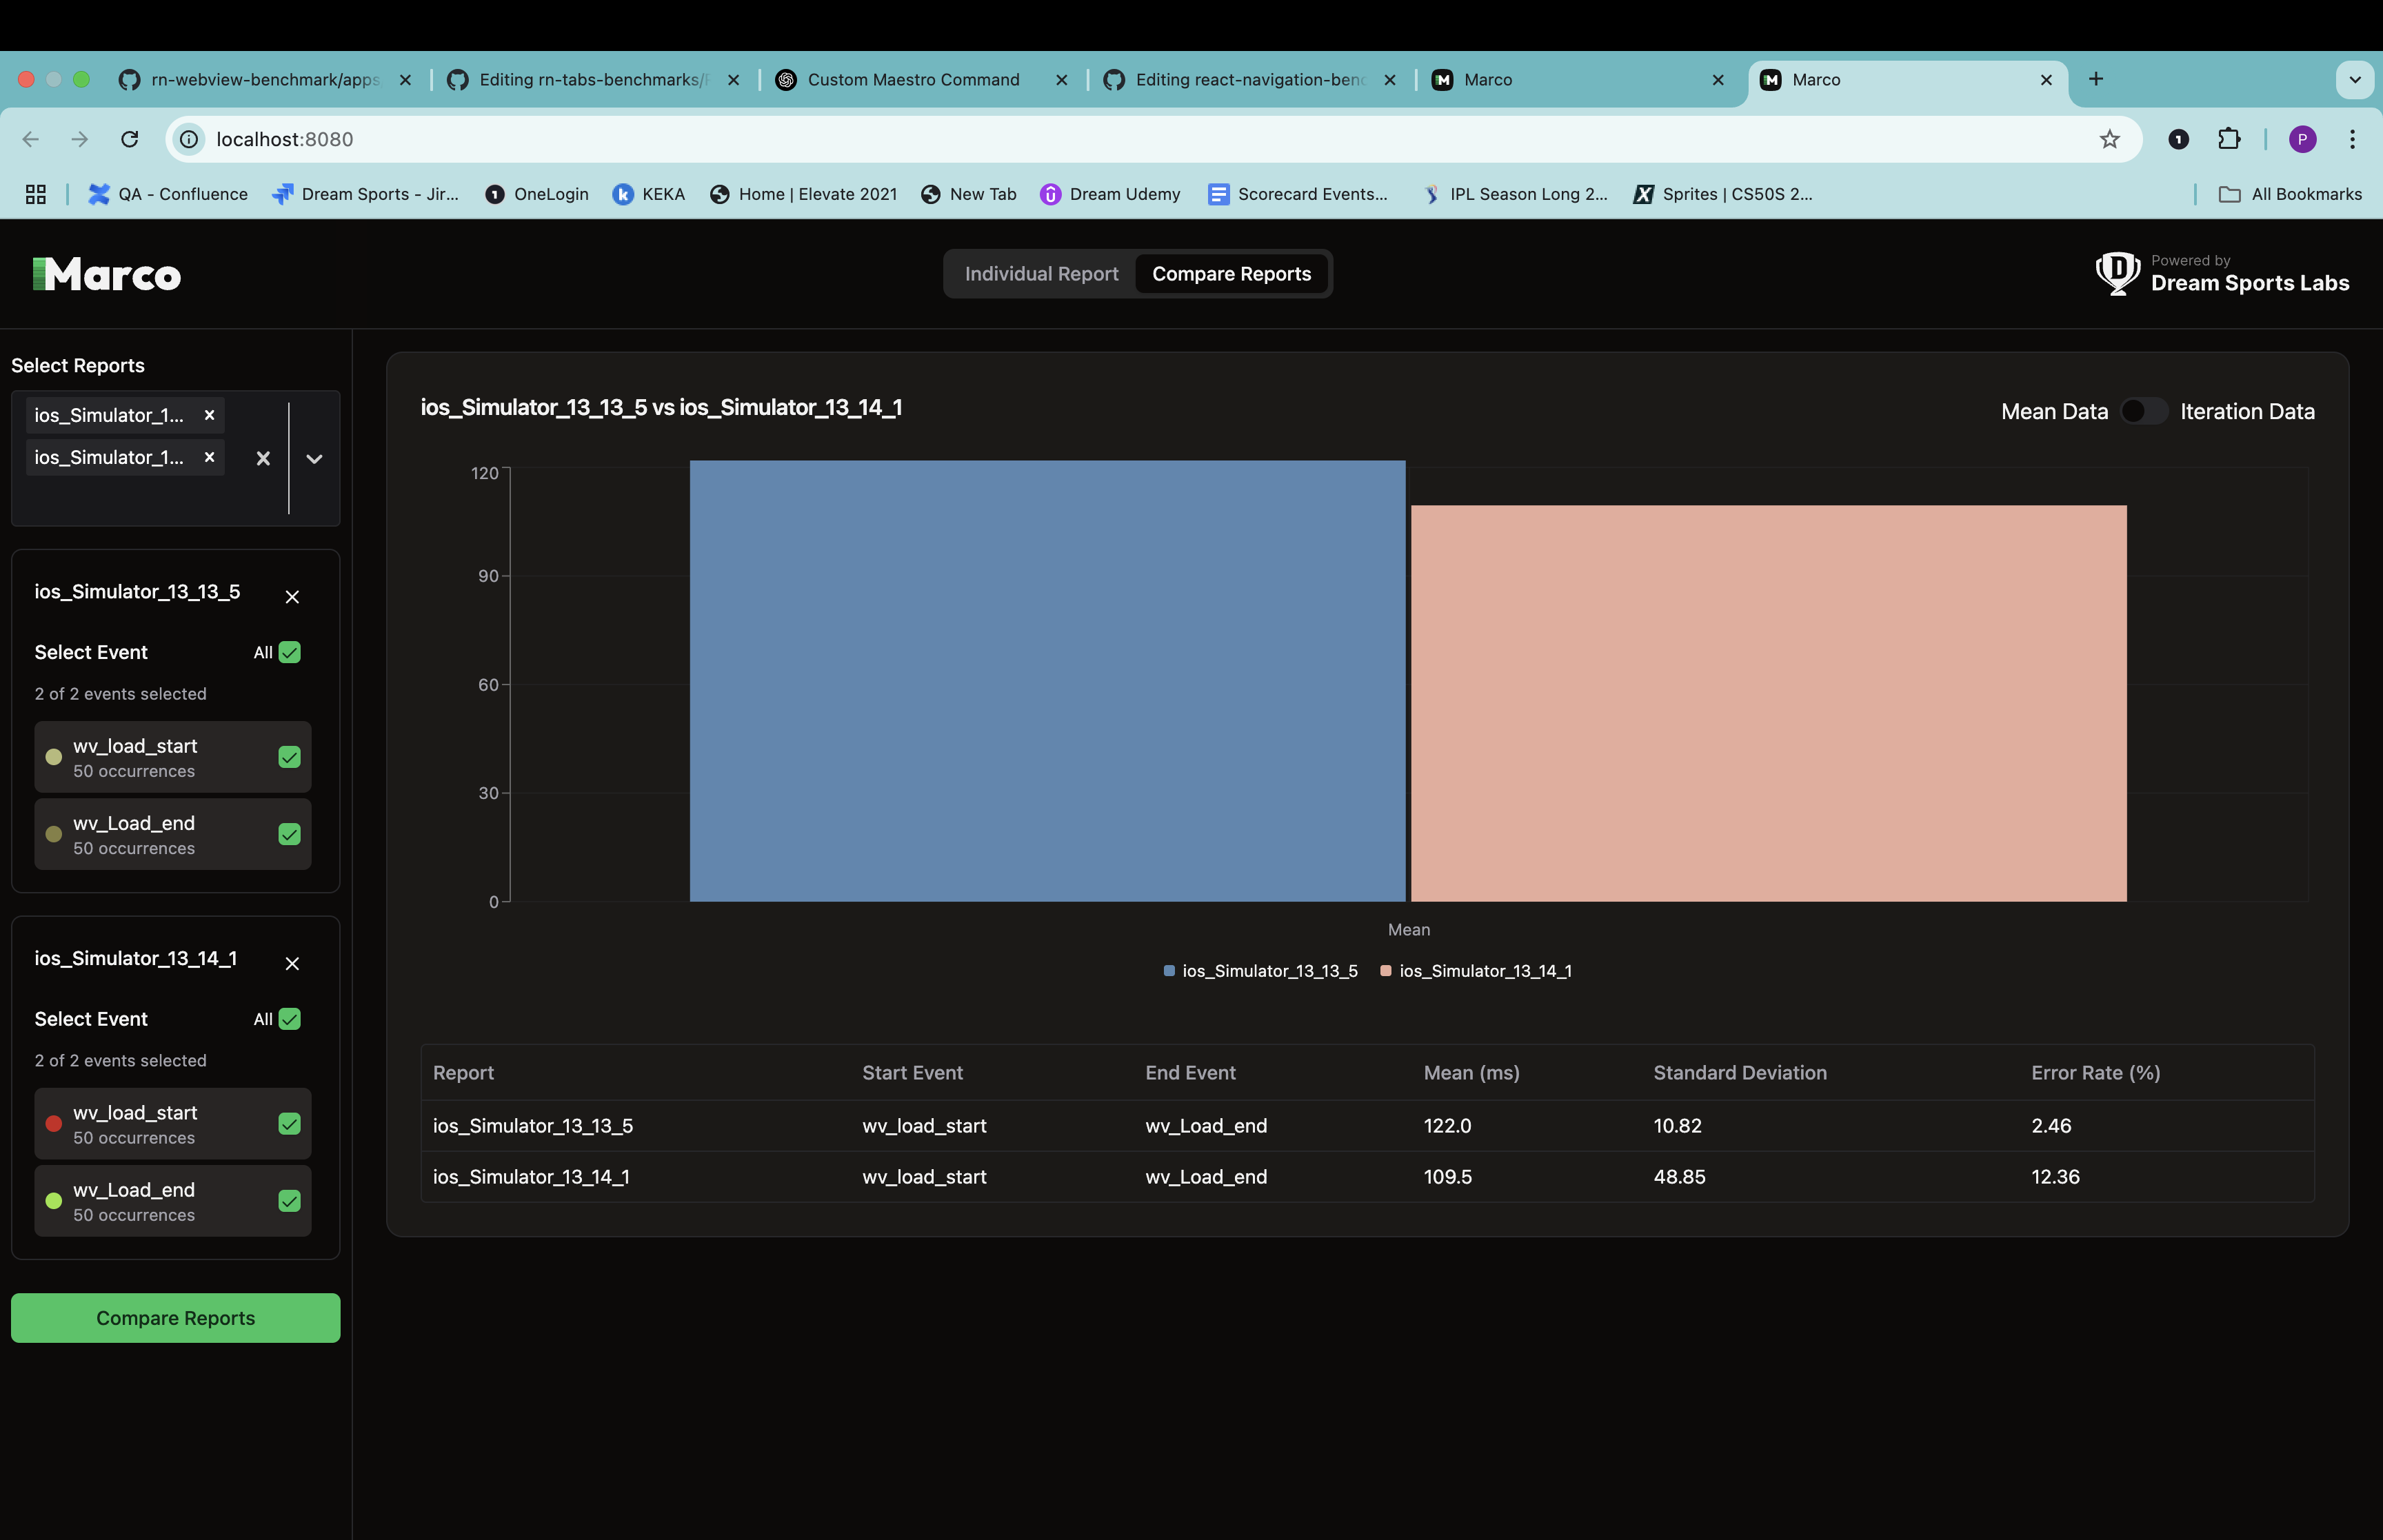 rn-webview-benchmark/apps
Editing rn-tabs-benchmarks/
Custom Maestro Command
Editing react-navigation-ben
Marco
Marco
localhost:8080
1
P
QA - Confluence
Dream Sports - Jir...
1
OneLogin
k
KEKA
Home | Elevate 2021
New Tab
Dream Udemy
Scorecard Events...
IPL Season Long 2...
Sprites | CS50S 2...
All Bookmarks
Marco
Individual Report
Compare Reports
D
Powered by
Dream Sports Labs
Select Reports
ios_Simulator_1...
ios_Simulator_1...
ios_Simulator_13_13_5
Select Event
All
2 of 2 events selected
wv_load_start
50 occurrences
wv_Load_end
50 occurrences
ios_Simulator_13_14_1
Select Event
All
2 of 2 events selected
wv_load_start
50 occurrences
wv_Load_end
50 occurrences
Compare Reports
ios_Simulator_13_13_5 vs ios_Simulator_13_14_1
Mean Data
Iteration Data
120
90
60
30
0
Mean
ios_Simulator_13_13_5
ios_Simulator_13_14_1
Report Start Event End Event Mean (ms) Standard Deviation Error Rate (%)
ios_Simulator_13_13_5 wv_load_start wv_Load_end 122.0 10.82 2.46
ios_Simulator_13_14_1 wv_load_start wv_Load_end 109.5 48.85 12.36